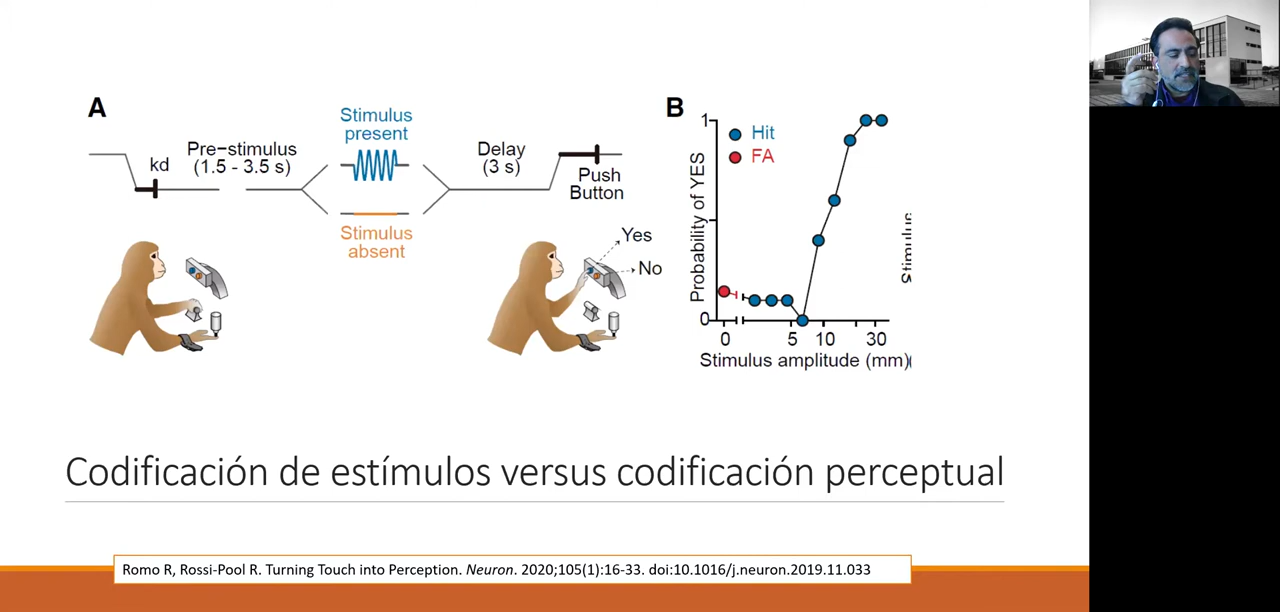 A
Stimulus
present
Pre-stimulus
(1.5 - 3.5 s)
kd
Delay
(3 s)
Push
Button
Stimulus
absent
Yes
No
B
Hit
FA
1
0
Probability of YES
0 5 10 30
Stimulus amplitude (mm)(
Stimulus
Codificación de estímulos versus codificación perceptual
Romo R, Rossi-Pool R. Turning Touch into Perception. Neuron. 2020;105(1):16-33. doi:10.1016/j.neuron.2019.11.033